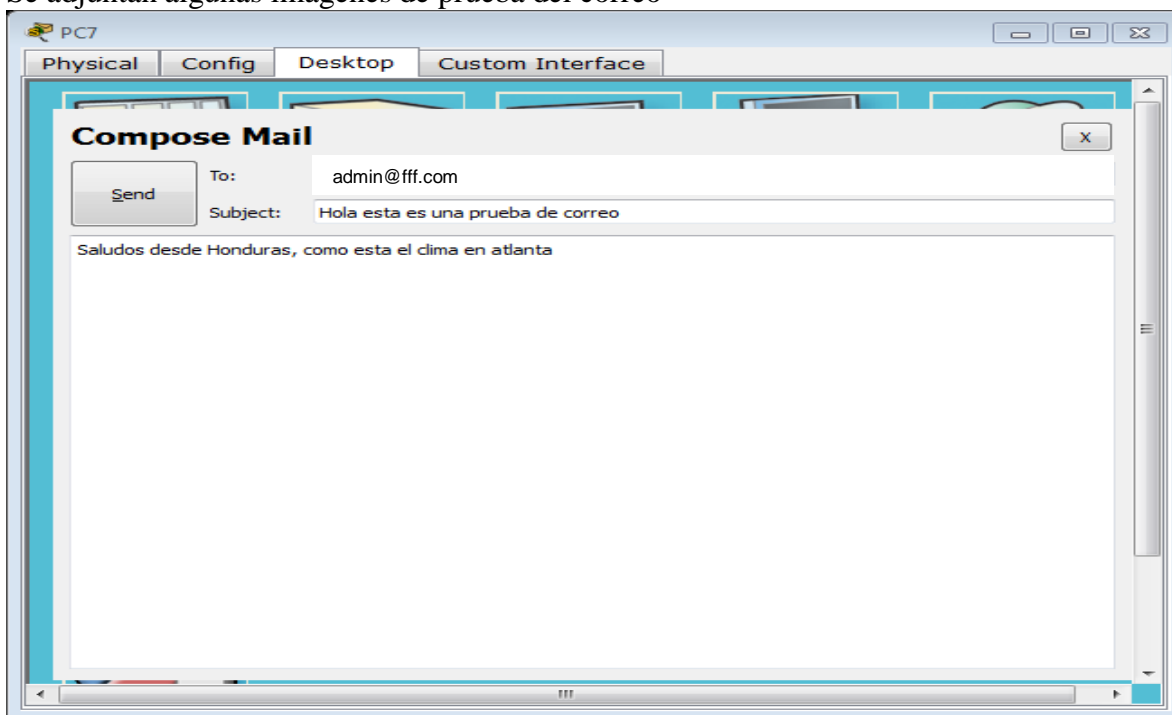 Se adjuntan algunas imágenes de prueba del correo
PC7
Physical Config Desktop Custom Interface
Compose Mail
x
Send
To: admin@fff.com
Subject: Hola esta es una prueba de correo
Saludos desde Honduras, como esta el clima en atlanta